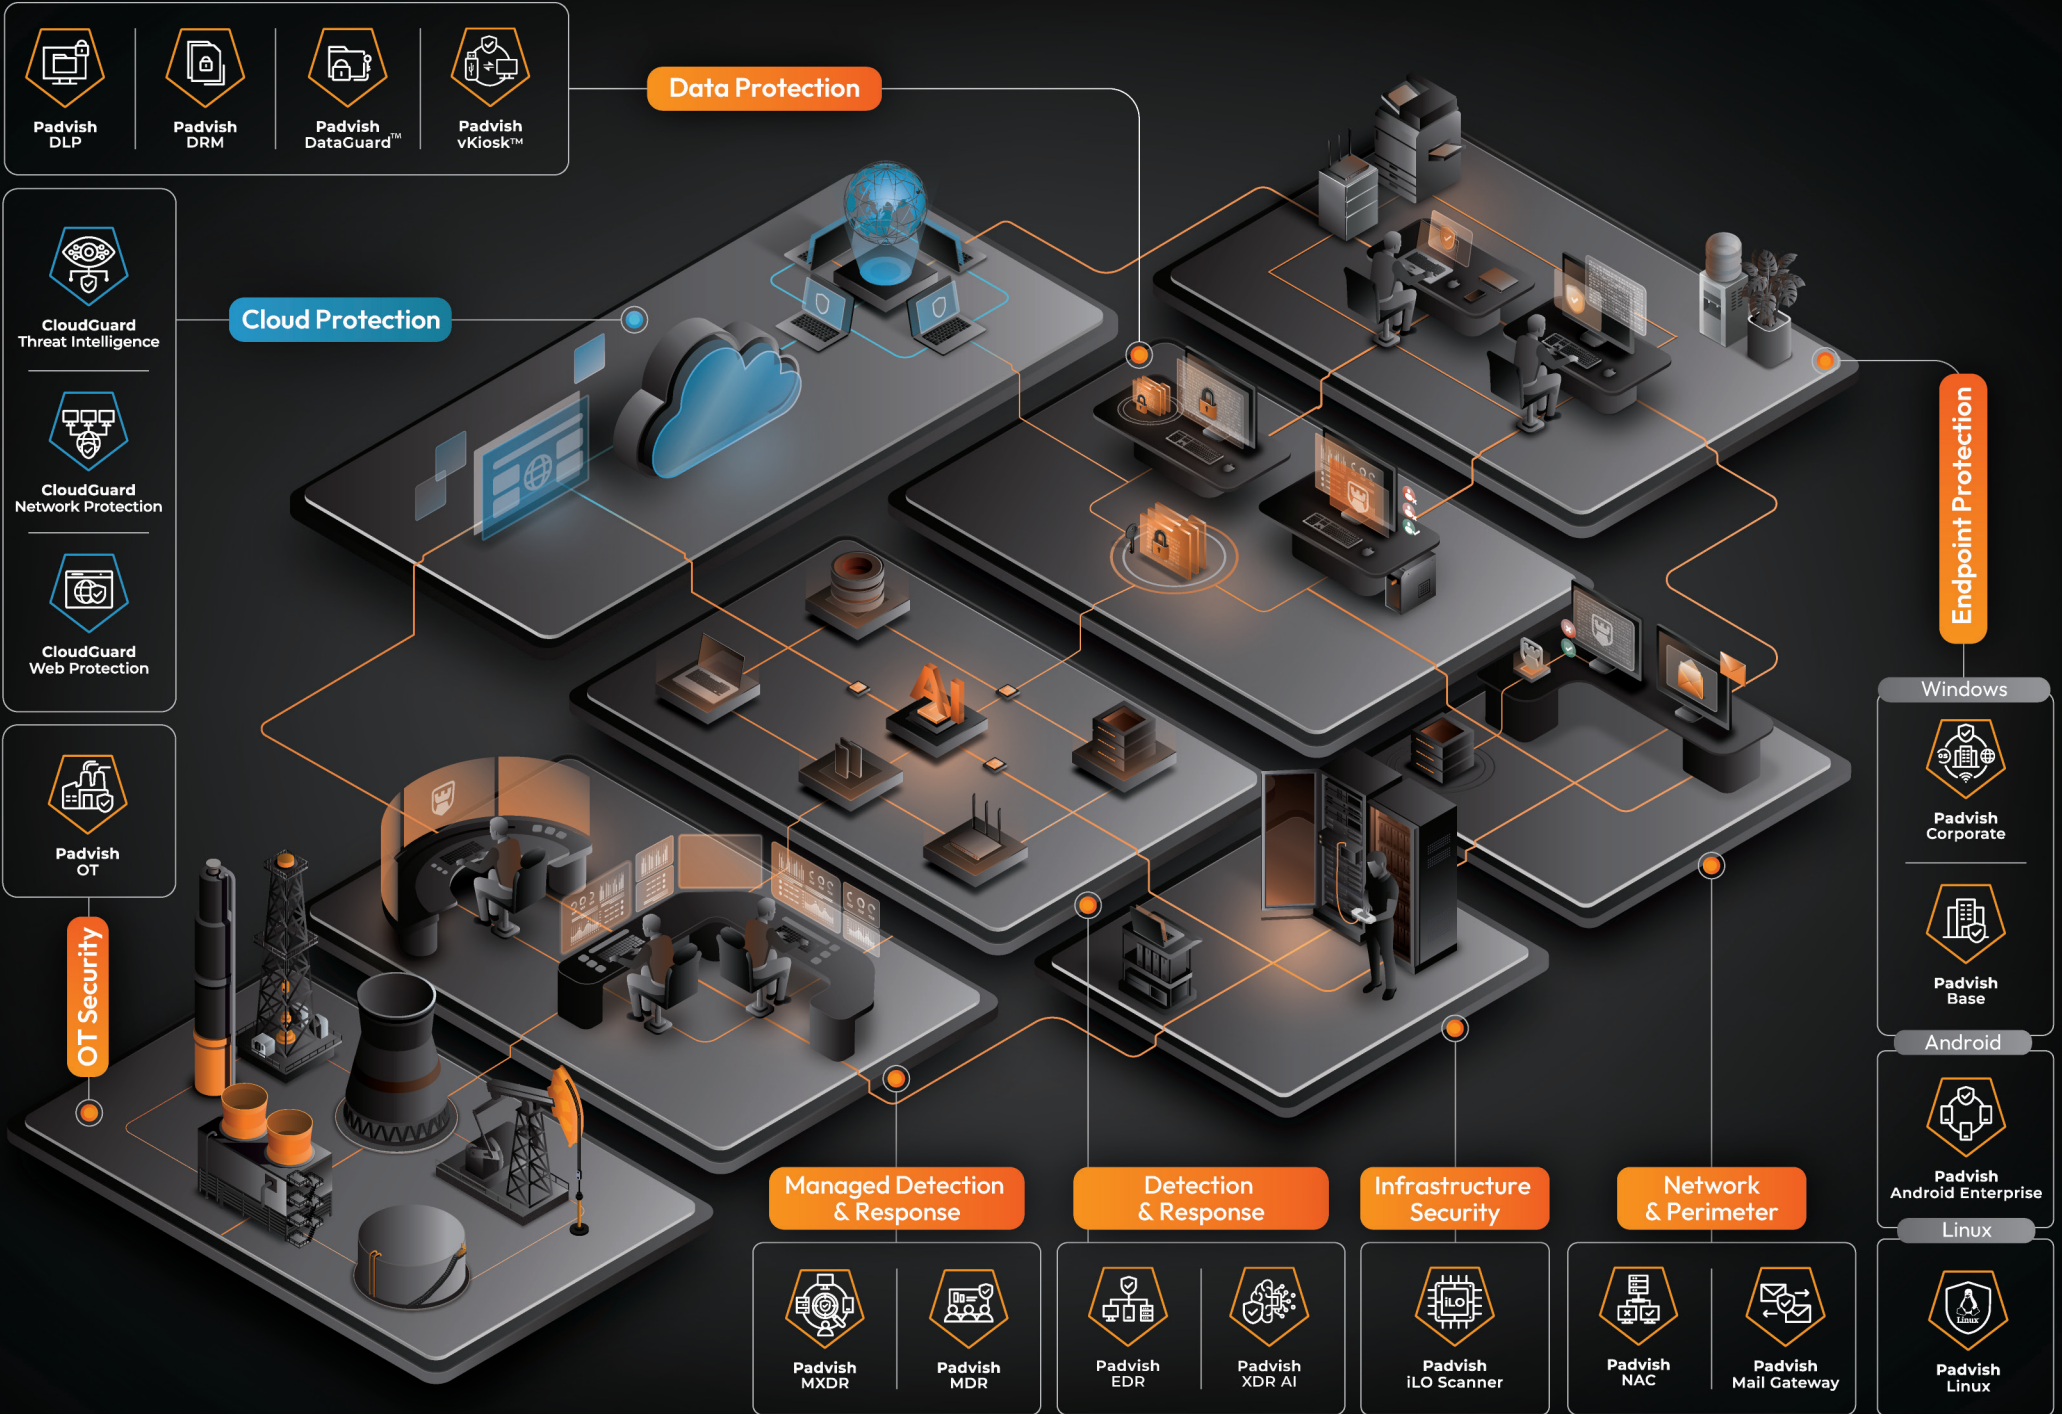 Padvish
DLP
Padvish
DRM
Padvish
DataGuard™
Padvish
vKiosk™
Data Protection
CloudGuard
Threat Intelligence
CloudGuard
Network Protection
CloudGuard
Web Protection
Cloud Protection
Padvish
OT
OT Security
AI
Endpoint Protection
Windows
Padvish
Corporate
Padvish
Base
Android
Padvish
Android Enterprise
Linux
Linux
Padvish
Linux
Managed Detection
& Response
Padvish
MXDR
Padvish
MDR
Detection
& Response
Padvish
EDR
Padvish
XDR AI
Infrastructure
Security
iLO
Padvish
iLO Scanner
Network
& Perimeter
Padvish
NAC
Padvish
Mail Gateway